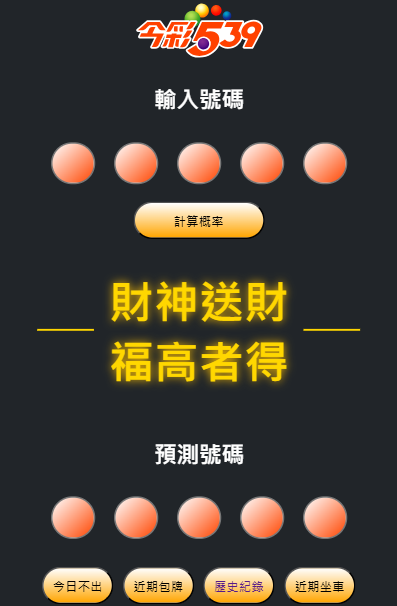 今彩539
輸入號碼
計算概率
財神送財
福高者得
預測號碼
今日不出
近期包牌
歷史紀錄
近期坐車